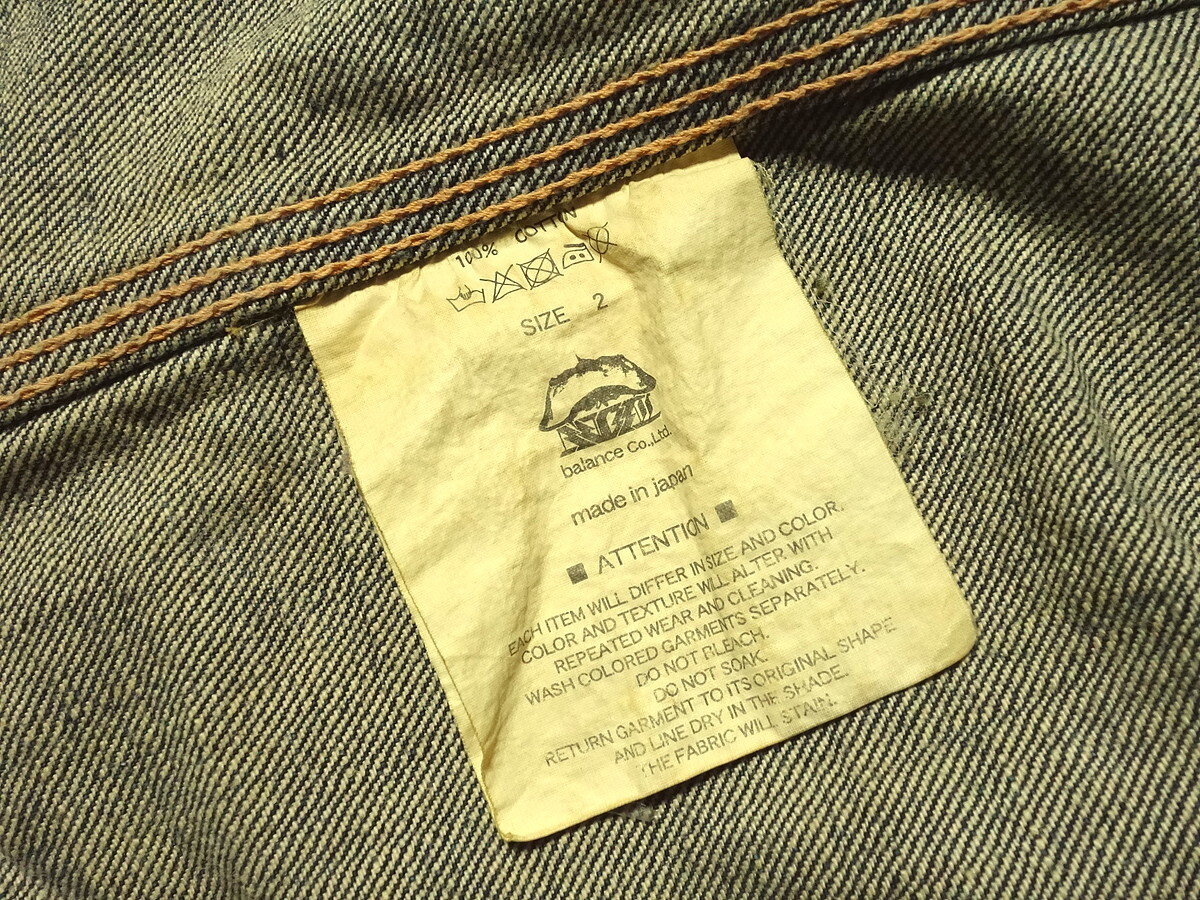 100% COTTN
SIZE 2
balance Co.,Ltd.
made in japan
■ ATTENTION ■
EACH ITEM WILL DIFFER IN SIZE AND COLOR.
COLOR AND TEXTURE WILL ALTER WITH
REPEATED WEAR AND CLEANING.
WASH COLORED GARMENTS SEPARATELY.
DO NOT BLEACH.
DO NOT SOAK.
RETURN GARMENT TO ITS ORIGINAL SHAPE
AND LINE DRY IN THE SHADE.
THE FABRIC WILL STAIN.